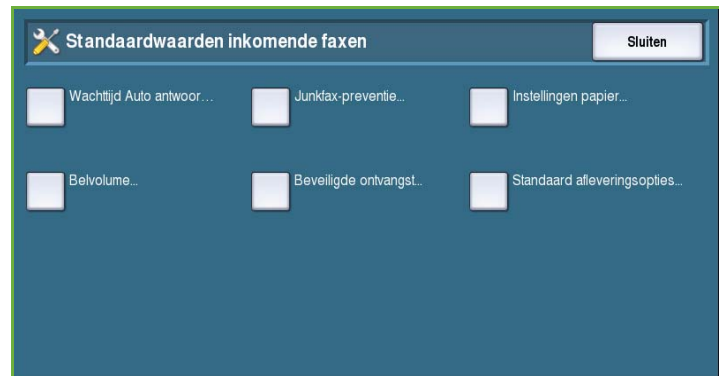 Standaardwaarden inkomende faxen
Sluiten
Wachttijd Auto antwoor...
Junkfax-preventie...
Instellingen papier...
Belvolume...
Beveiligde ontvangst...
Standaard afleveringsopties...